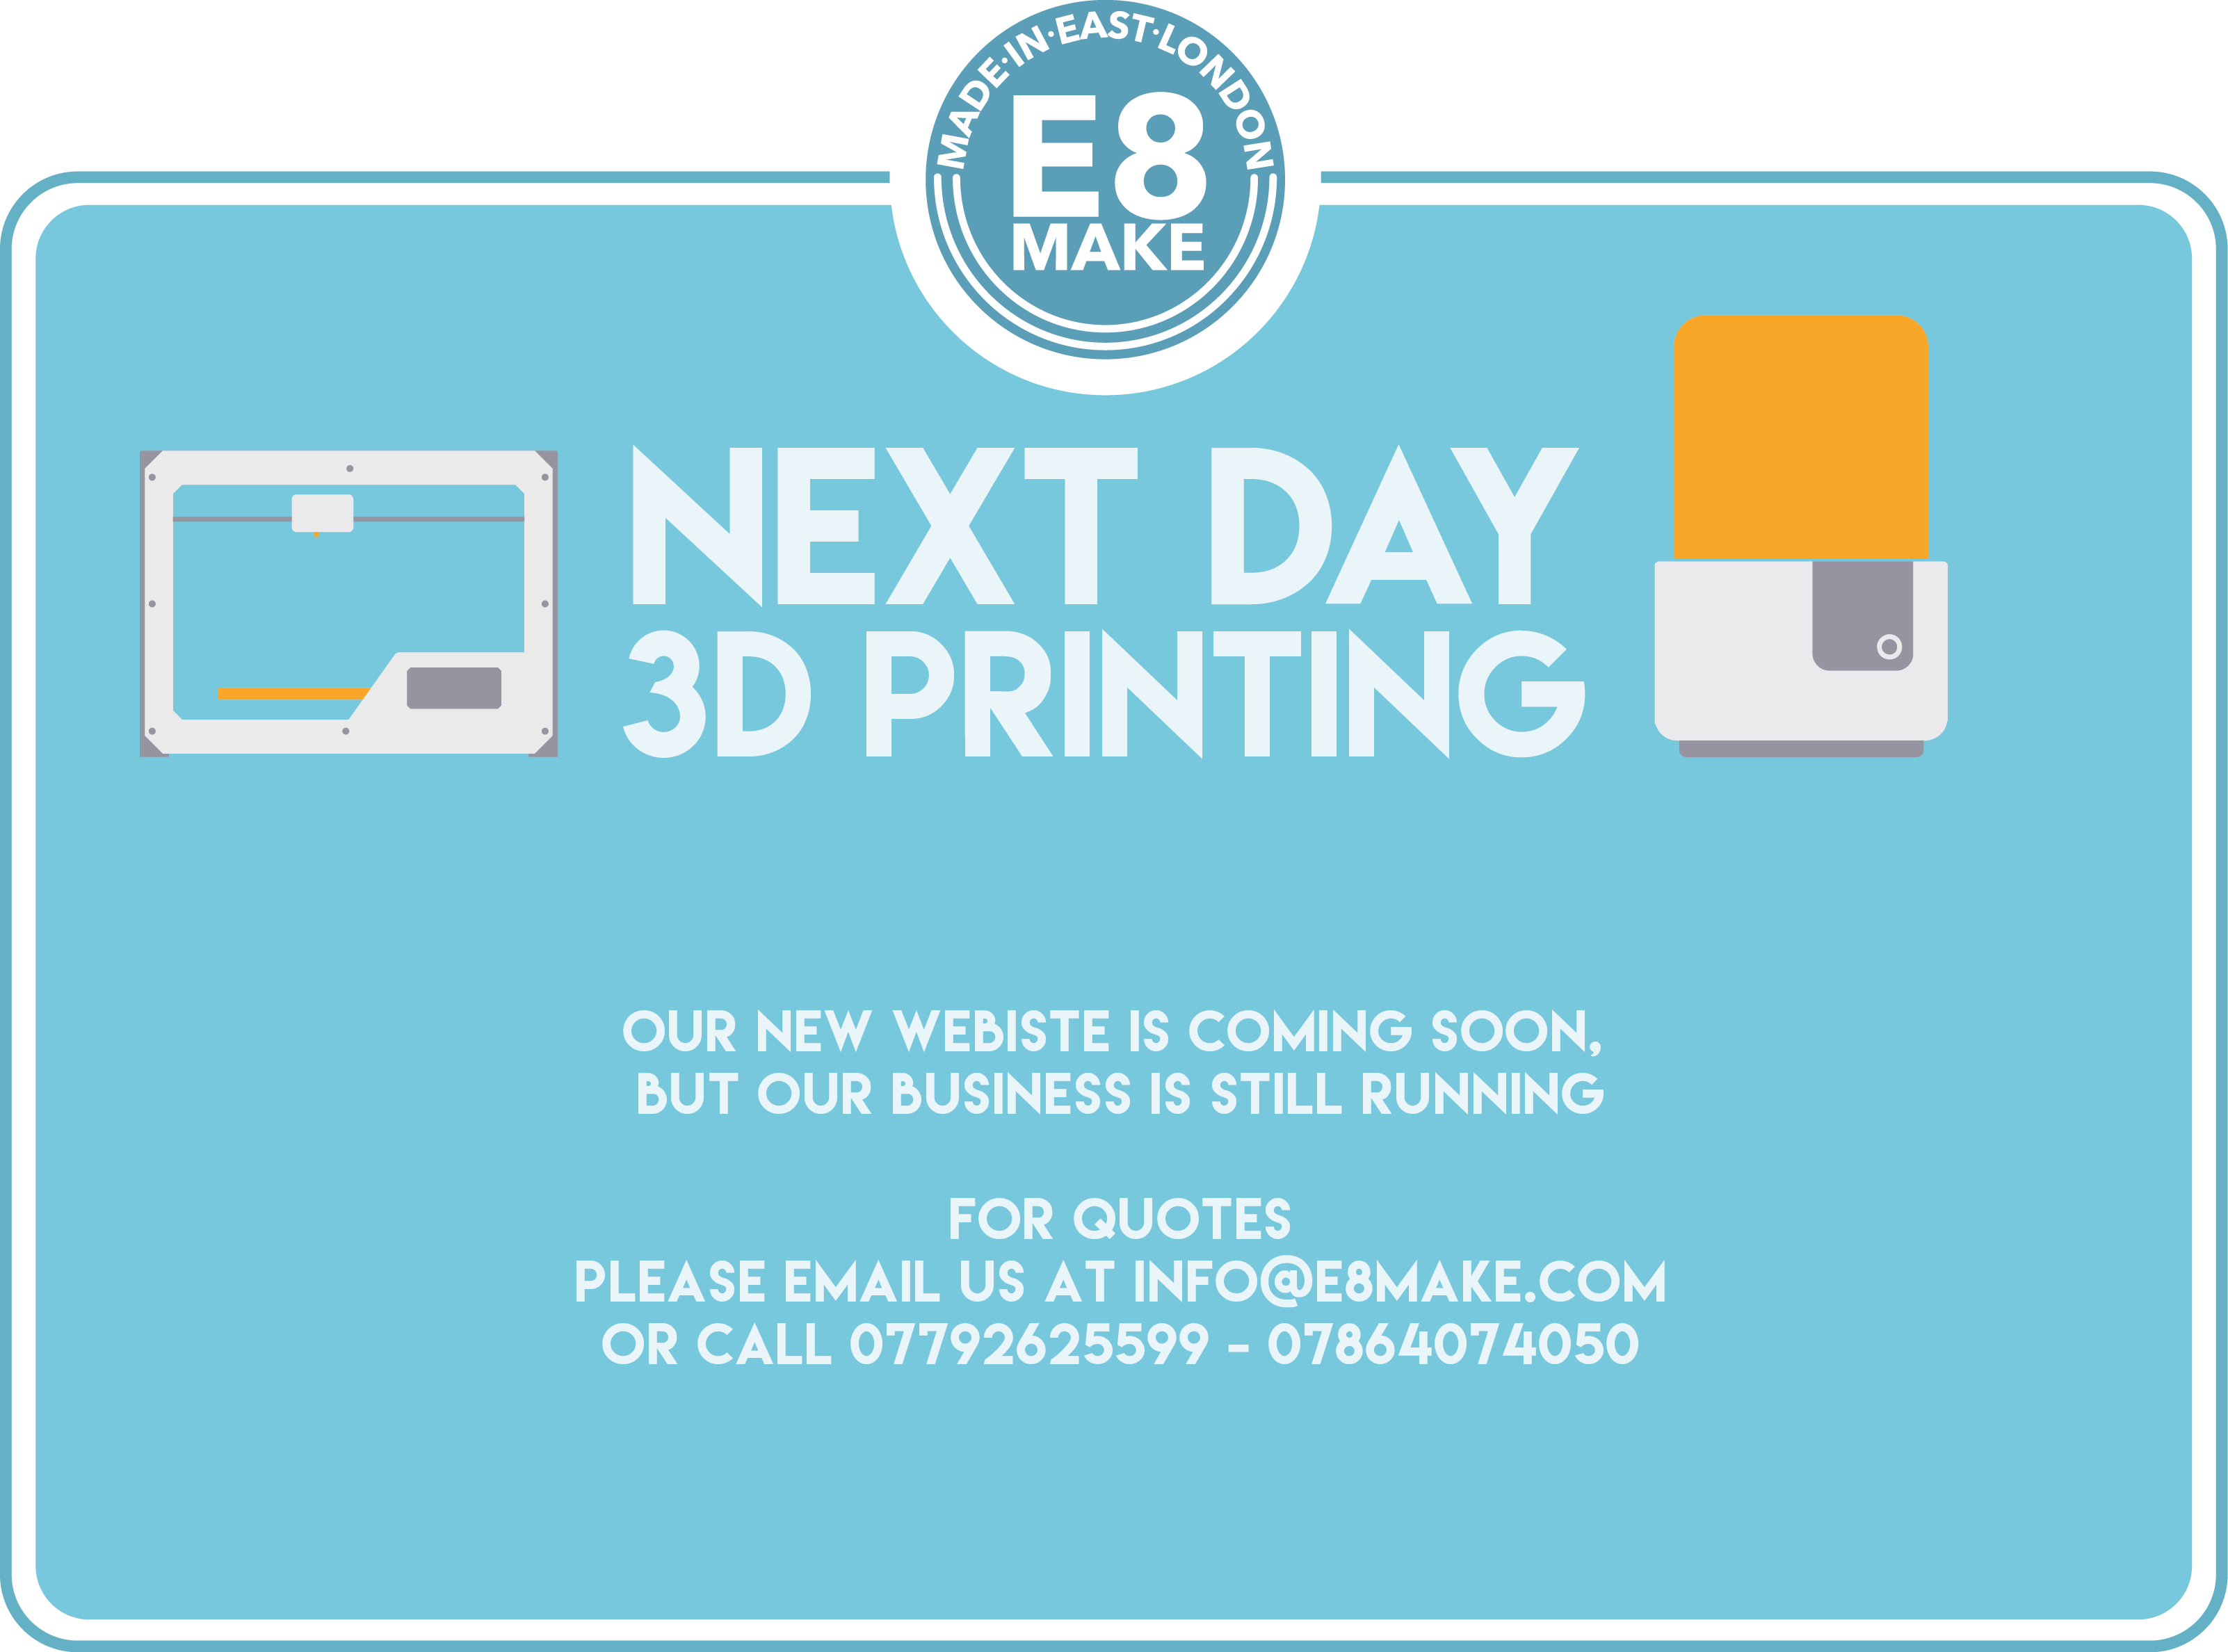 MADE·IN·EAST·LONDON
E8
MAKE
NEXT DAY
3D PRINTING
OUR NEW WEBISTE IS COMING SOON,
BUT OUR BUSINESS IS STILL RUNNING
FOR QUOTES
PLEASE EMAIL US AT INFO@E8MAKE.COM
OR CALL 07792625599 - 07864074050